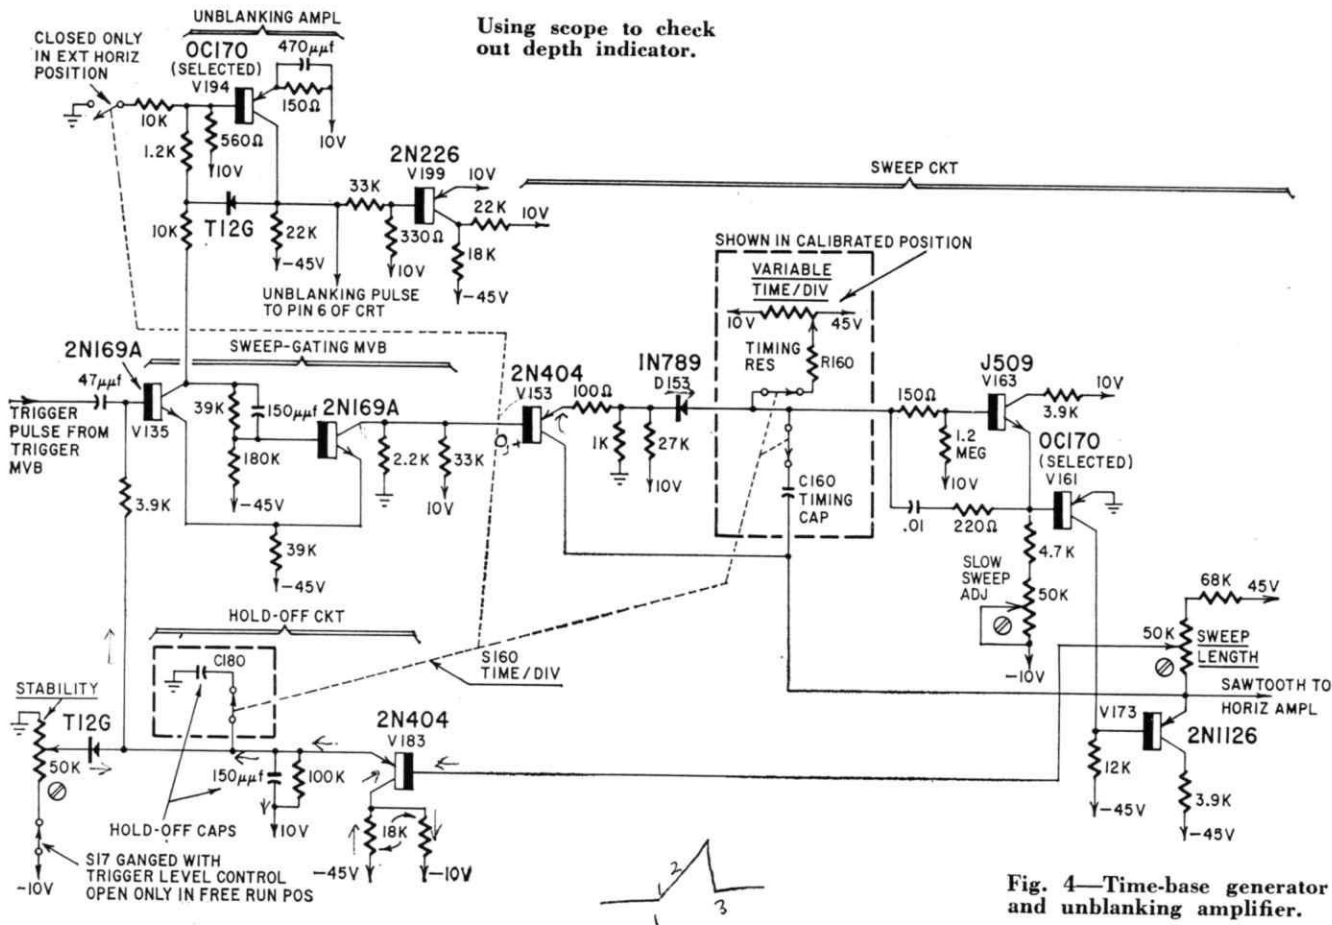 Using scope to check
out depth indicator.
UNBLANKING AMPL
CLOSED ONLY
IN EXT HORIZ
POSITION
OC170
(SELECTED)
V194
470µµf
150Ω
10V
10K
560Ω
10V
1.2K
T12G
10K
22K
-45V
33K
2N226
V199
10V
22K
10V
330Ω
10V
18K
-45V
UNBLANKING PULSE
TO PIN 6 OF CRT
SWEEP CKT
SHOWN IN CALIBRATED POSITION
VARIABLE
TIME/DIV
10V
45V
TIMING
RES
R160
C160
TIMING
CAP
2N169A
47µµf
V135
TRIGGER
PULSE FROM
TRIGGER
MVB
SWEEP-GATING MVB
39K
150µµf
180K
-45V
2N169A
2.2K
33K
10V
39K
-45V
3.9K
2N404
V153
100Ω
1K
27K
10V
1N789
D153
150Ω
1.2
MEG
10V
J509
V163
3.9K
10V
OC170
(SELECTED)
V161
.01
220Ω
4.7K
SLOW
SWEEP
ADJ
50K
-10V
68K
45V
50K
SWEEP
LENGTH
SAWTOOTH TO
HORIZ AMPL
V173
2N1126
12K
-45V
3.9K
-45V
HOLD-OFF CKT
C180
S160
TIME/DIV
STABILITY
T12G
50K
-10V
150µµf
100K
10V
HOLD-OFF CAPS
2N404
V183
18K
-45V
-10V
S17 GANGED WITH
TRIGGER LEVEL CONTROL
OPEN ONLY IN FREE RUN POS
1
2
3
Fig. 4—Time-base generator
and unblanking amplifier.